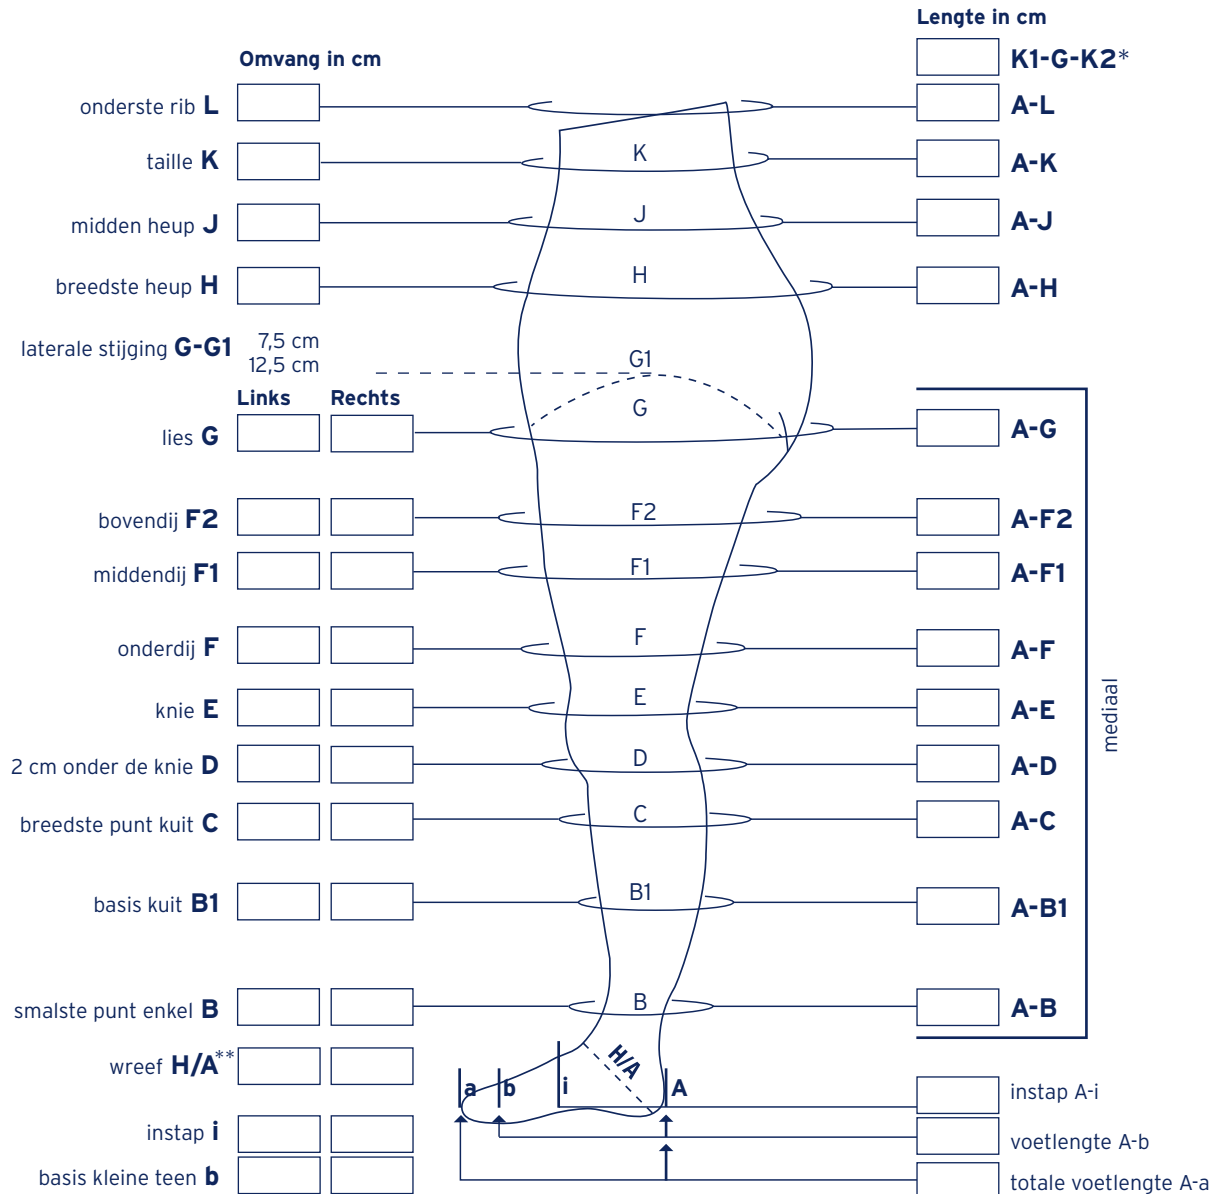 Lengte in cm
Omvang in cm
K1-G-K2*
onderste rib L
A-L
taille K
K
A-K
midden heup J
J
A-J
breedste heup H
H
A-H
laterale stijging G-G1
7,5 cm
12,5 cm
G1
Links Rechts
lies G
G
A-G
bovendij F2
F2
A-F2
middendij F1
F1
A-F1
onderdij F
F
A-F
knie E
E
A-E
mediaal
2 cm onder de knie D
D
A-D
breedste punt kuit C
C
A-C
basis kuit B1
B1
A-B1
smalste punt enkel B
B
A-B
wreef H/A**
H/A
a
b
i
A
instap A-i
instap i
voetlengte A-b
basis kleine teen b
totale voetlengte A-a